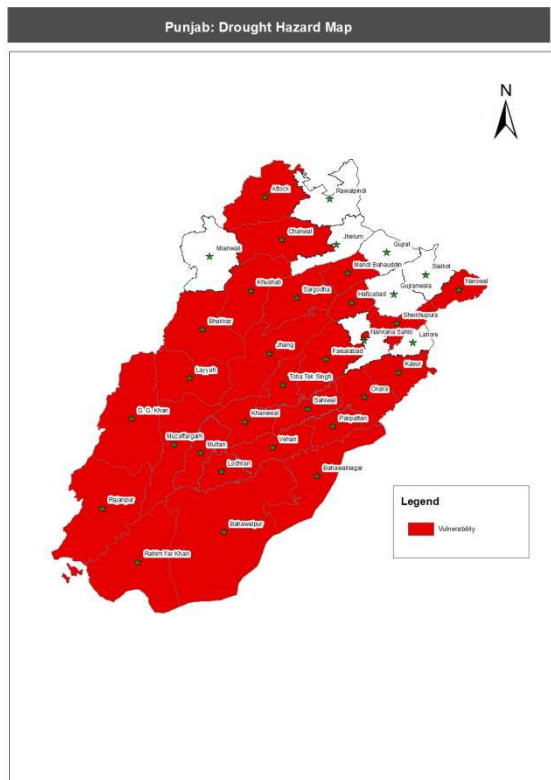 Punjab: Drought Hazard Map
N
Attock
Rawalpindi
Chakwal
Jhelum
Gujrat
Mianwali
Mandi Bahauddin
Sialkot
Narowal
Khushab
Sargodha
Hafizabad
Gujranwala
Sheikhupura
Bhakkar
Nankana Sahib
Lahore
Jhang
Faisalabad
Kasur
Layyah
Toba Tek Singh
Okara
D. G. Khan
Khanewal
Sahiwal
Pakpattan
Muzaffargarh
Multan
Vehari
Lodhran
Bahawalnagar
Rajanpur
Bahawalpur
Rahim Yar Khan
Legend
Vulnerability